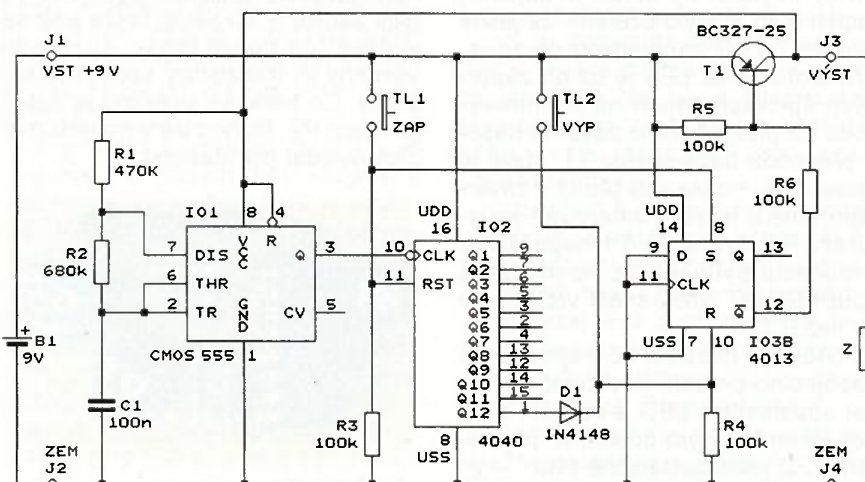 J1
VST +9V
BC327-25
T1
J3
VYST
TL1
ZAP
TL2
VYP
R5
100k
R1
470K
R6
100k
R2
680k
IO1
8
4
VCC
R
7
DIS
Q
3
6
THR
2
TR
GND
CV
5
1
CMOS 555
UDD
16
IO2
10
CLK
11
RST
Q1
9
Q2
7
Q3
6
Q4
5
Q5
3
Q6
2
Q7
4
Q8
13
Q9
12
Q10
14
Q11
15
Q12
1
8
4040
USS
UDD
14
8
9
D
S
Q
13
11
CLK
R
Q
12
USS
7
10
IO3B
4013
B1
9V
C1
100n
R3
100k
D1
1N4148
R4
100k
Z
ZEM
J2
ZEM
J4